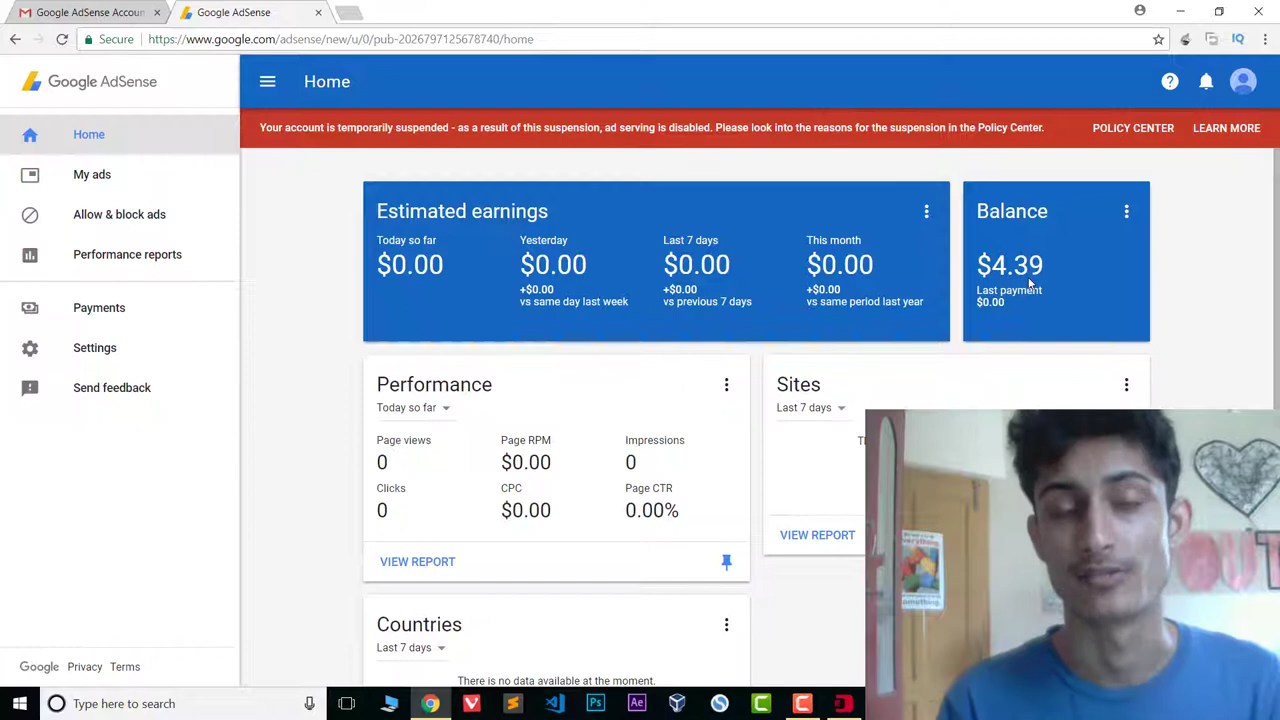 Google AdSense Accoun
Google AdSense
Secure
https://www.google.com/adsense/new/u/0/pub-2026797125678740/home
Google AdSense
Home
Your account is temporarily suspended - as a result of this suspension, ad serving is disabled. Please look into the reasons for the suspension in the Policy Center.
POLICY CENTER
LEARN MORE
Home
My ads
Allow & block ads
Performance reports
Payments
Settings
Send feedback
Google Privacy Terms
Estimated earnings
Today so far
$0.00
Yesterday
$0.00
+$0.00
vs same day last week
Last 7 days
$0.00
+$0.00
vs previous 7 days
This month
$0.00
+$0.00
vs same period last year
Balance
$4.39
Last payment
$0.00
Performance
Today so far
Page views
0
Page RPM
$0.00
Impressions
0
Clicks
0
CPC
$0.00
Page CTR
0.00%
VIEW REPORT
Sites
Last 7 days
VIEW REPORT
Countries
Last 7 days
There is no data available at the moment.
Type here to search